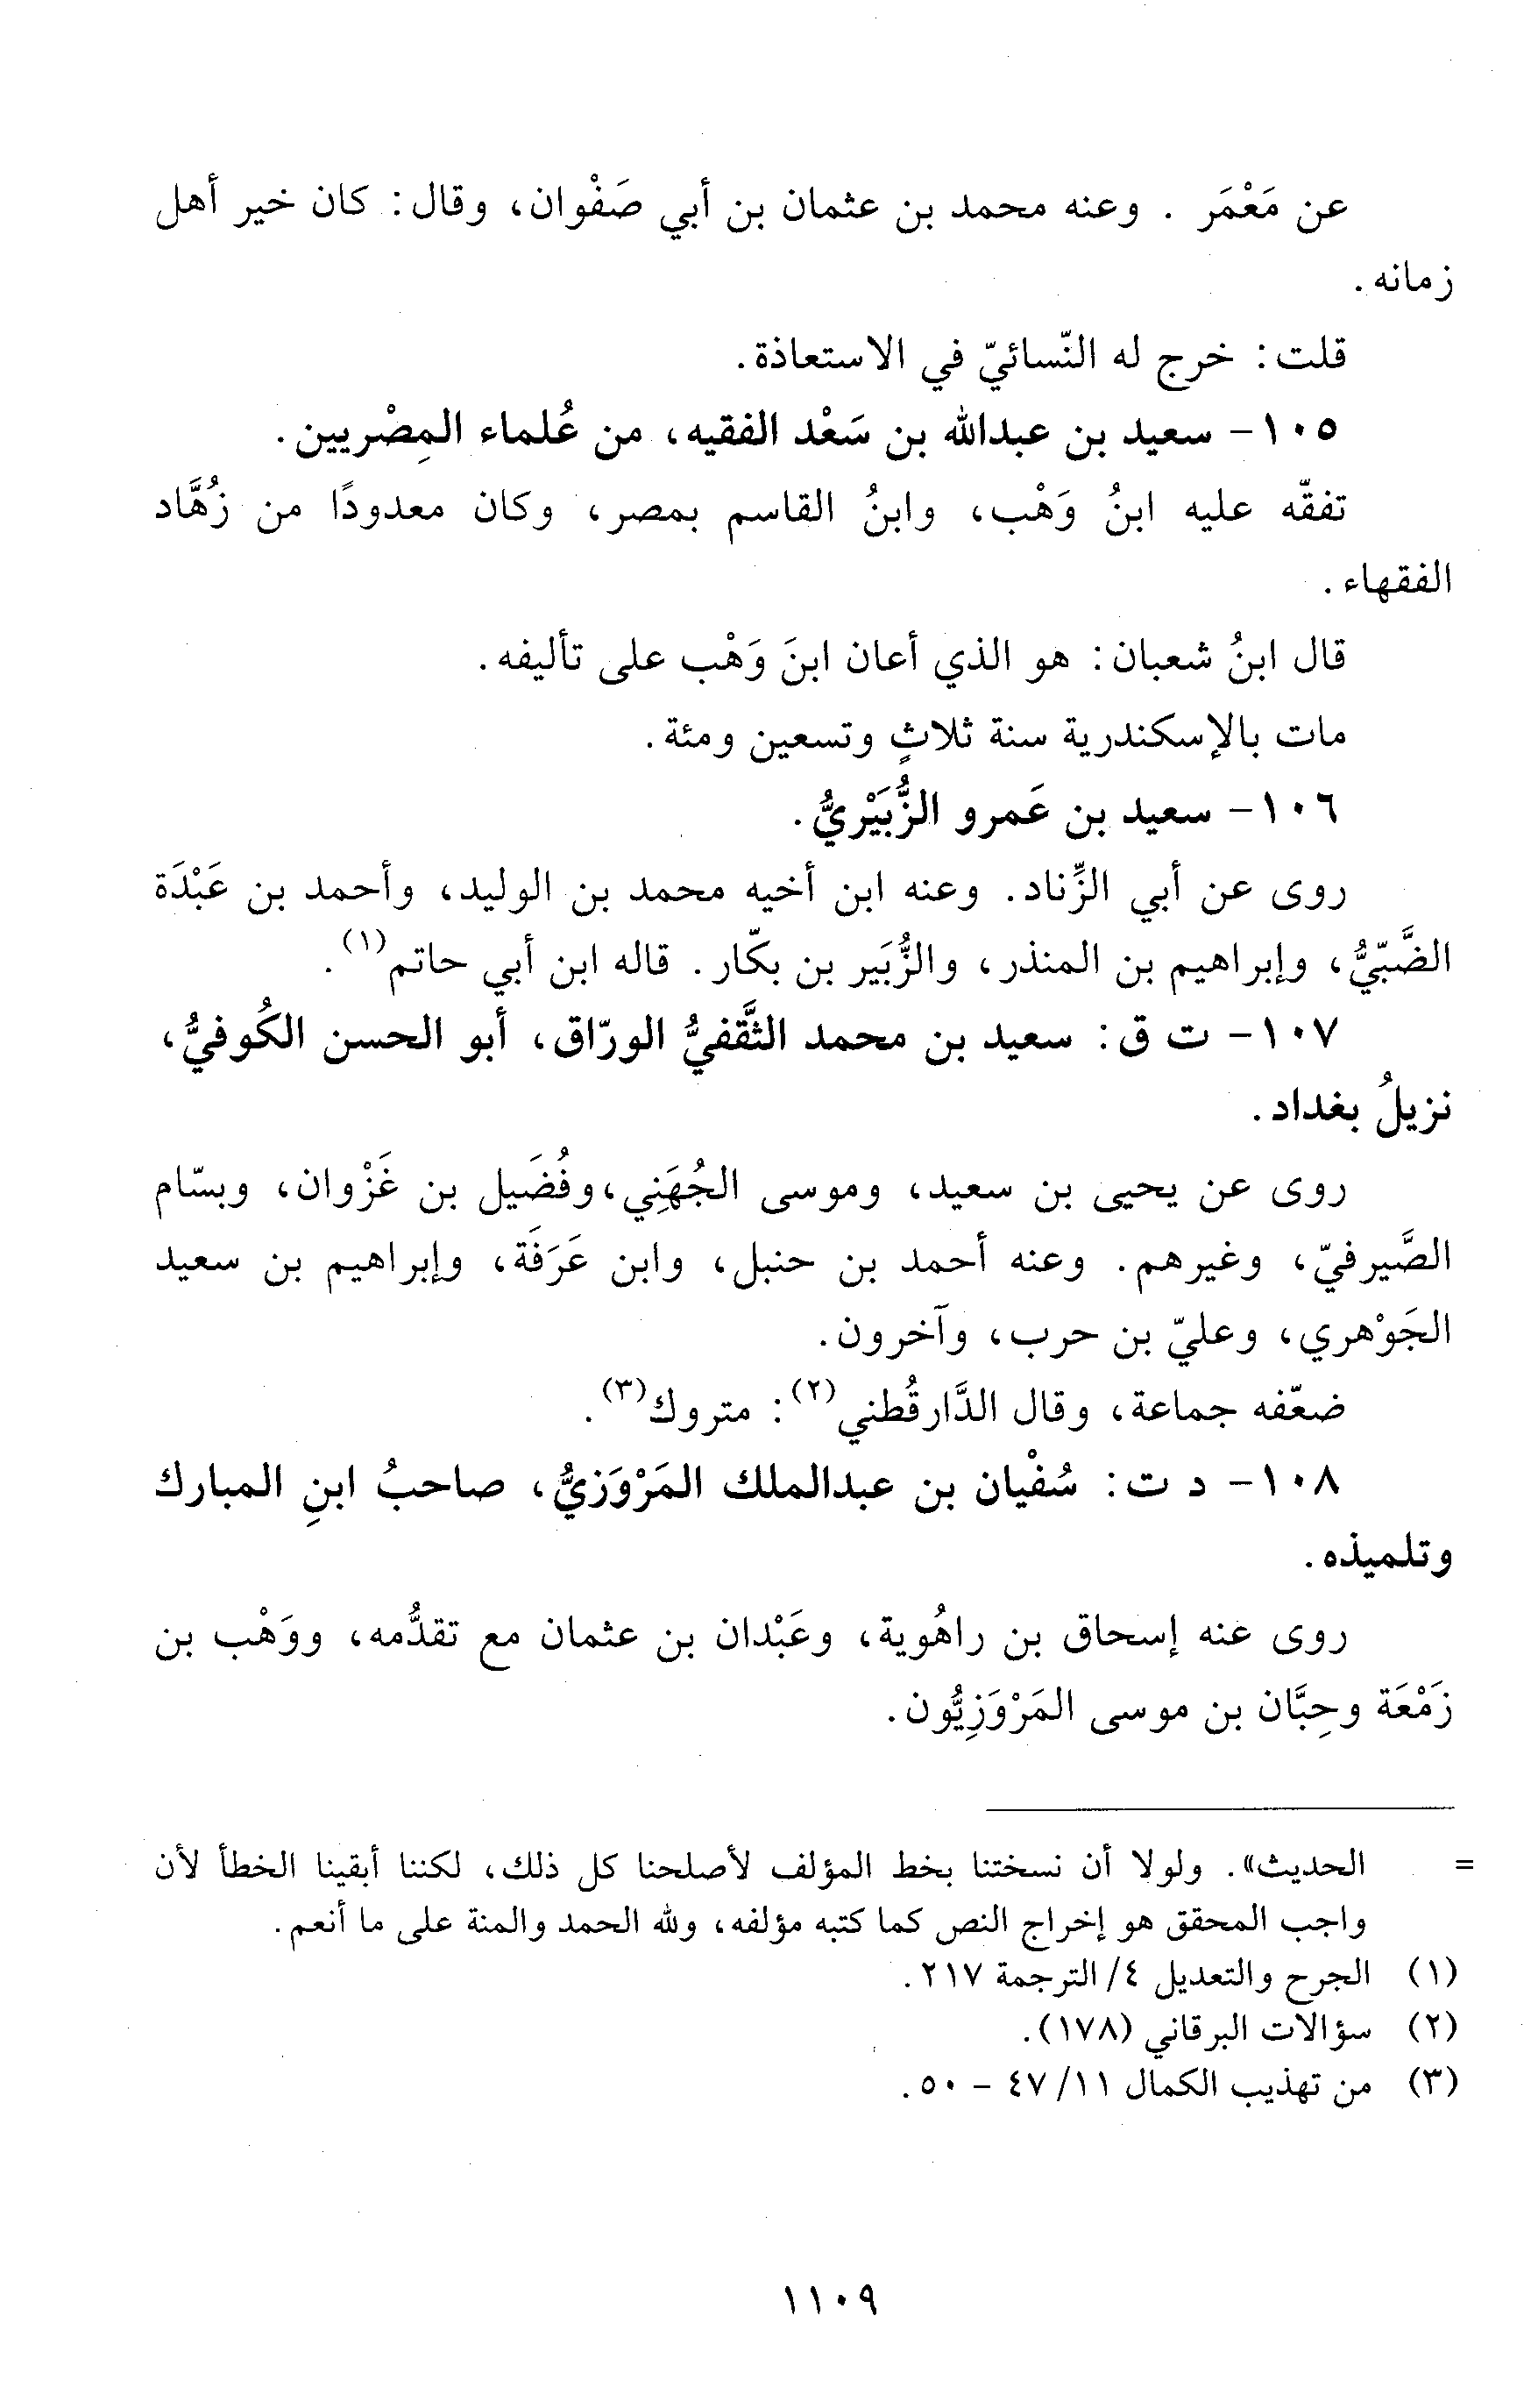 عن مَعْمَر . وعنه محمد بن عثمان بن أبي صَفْوان، وقال: كان خير أهل
زمانه.
قلت: خرج له النّسائيّ في الاستعاذة.
١٠٥- سعيد بن عبدالله بن سَعْد الفقيه، من عُلماء المِصْريين.
تفقّه عليه ابنُ وَهْب، وابنُ القاسم بمصر، وكان معدودًا من زُهَّاد
الفقهاء.
قال ابنُ شعبان: هو الذي أعان ابنَ وَهْب على تأليفه.
مات بالإسكندرية سنة ثلاثٍ وتسعين ومئة.
١٠٦- سعيد بن عَمرو الزُّبَيْريُّ.
روى عن أبي الزِّناد. وعنه ابن أخيه محمد بن الوليد، وأحمد بن عَبْدَة
الضَّبّيُّ، وإبراهيم بن المنذر، والزُّبَير بن بكّار. قاله ابن أبي حاتم(١).
١٠٧- ت ق: سعيد بن محمد الثَّقَفيُّ الورّاق، أبو الحسن الكُوفيُّ،
نزيلُ بغداد.
روى عن يحيى بن سعيد، وموسى الجُهَنِي، وفُضَيل بن غَزْوان، وبسّام
الصَّيرفيّ، وغيرهم. وعنه أحمد بن حنبل، وابن عَرَفَة، وإبراهيم بن سعيد
الجَوْهري، وعليّ بن حرب، وآخرون.
ضعّفه جماعة، وقال الدَّارقُطني(٢): متروك(٣).
١٠٨- د ت: سُفْيان بن عبدالملك المَرْوَزيُّ، صاحبُ ابنِ المبارك
وتلميذه.
روى عنه إسحاق بن راهُوية، وعَبْدان بن عثمان مع تقدُّمه، ووَهْب بن
زَمْعَة وحِبَّان بن موسى المَرْوَزِيُّون.
= الحديث». ولولا أن نسختنا بخط المؤلف لأصلحنا كل ذلك، لكننا أبقينا الخطأ لأن
واجب المحقق هو إخراج النص كما كتبه مؤلفه، ولله الحمد والمنة على ما أنعم.
(١) الجرح والتعديل ٤/ الترجمة ٢١٧.
(٢) سؤالات البرقاني (١٧٨).
(٣) من تهذيب الكمال ١١/ ٤٧ - ٥٠.
١١٠٩